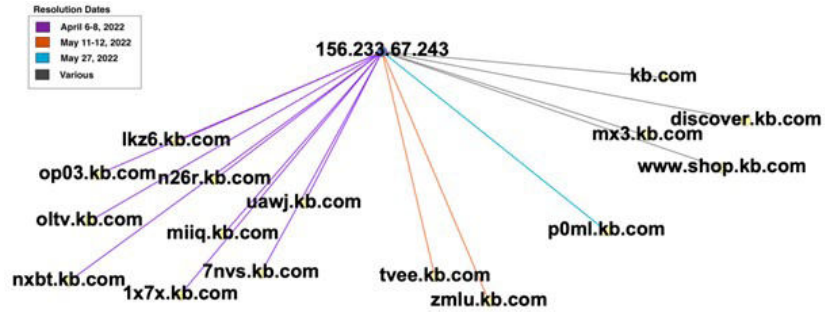 Resolution Dates
April 6-8, 2022
May 11-12, 2022
May 27, 2022
Various
156.233.67.243
kb.com
discover.kb.com
mx3.kb.com
www.shop.kb.com
lkz6.kb.com
op03.kb.com
n26r.kb.com
uawj.kb.com
oltv.kb.com
miiq.kb.com
p0ml.kb.com
nxbt.kb.com
7nvs.kb.com
1x7x.kb.com
tvee.kb.com
zmlu.kb.com